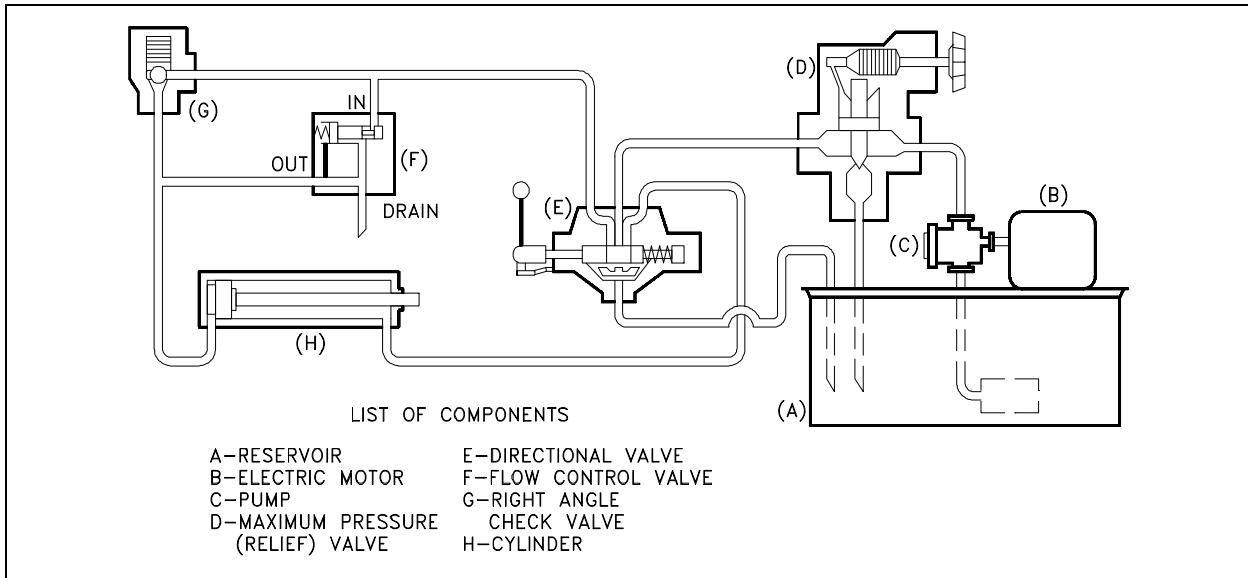 (G)
IN
OUT
(F)
DRAIN
(D)
(E)
(B)
(C)
(H)
(A)
LIST OF COMPONENTS
A-RESERVOIR
B-ELECTRIC MOTOR
C-PUMP
D-MAXIMUM PRESSURE
(RELIEF) VALVE
E-DIRECTIONAL VALVE
F-FLOW CONTROL VALVE
G-RIGHT ANGLE
CHECK VALVE
H-CYLINDER